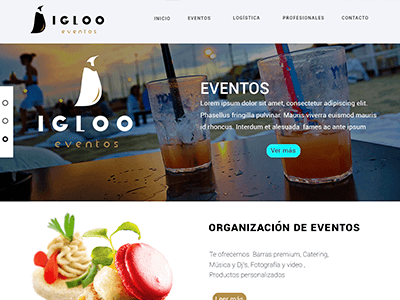 IGLOO
eventos
INICIO
EVENTOS
LOGÍSTICA
PROFESIONALES
CONTACTO
IGLOO
eventos
EVENTOS
Lorem ipsum dolor sit amet, consectetur adipiscing elit.
Phasellus fringilla pulvinar. Mauris viverra euismod mauris
id rhoncus. Interdum et alesuada fames ac ante ipsum
Ver más
ORGANIZACIÓN DE EVENTOS
Te ofrecemos Barras premium, Catering,
Música y Dj's, Fotografía y video ,
Productos personalizados
Leer más